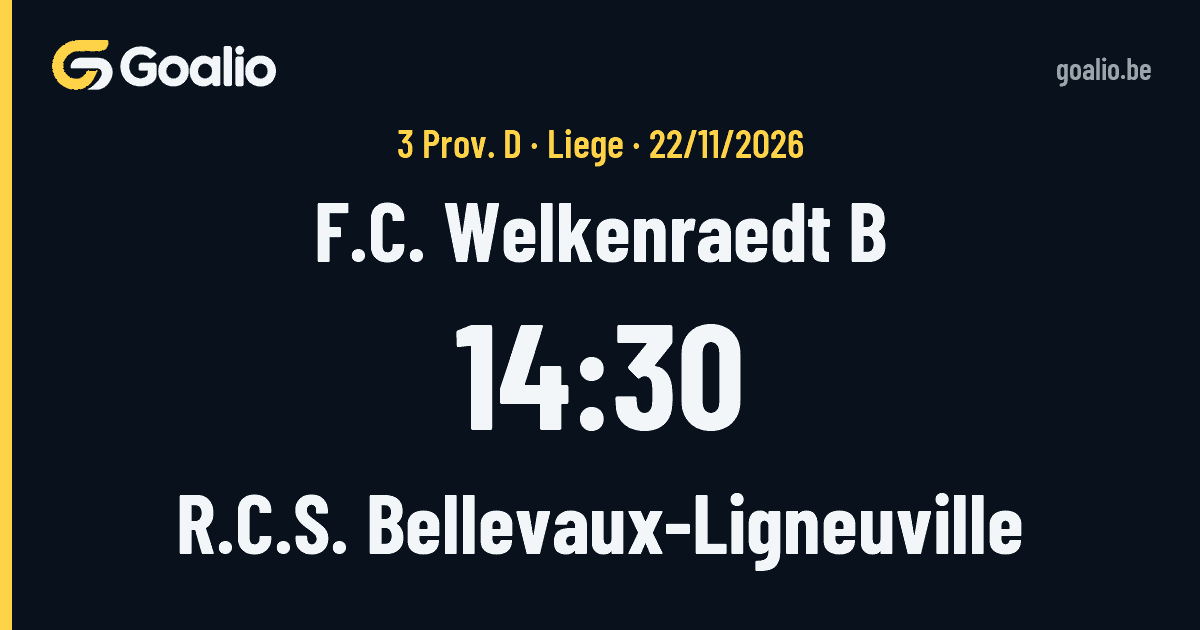 Goalio
goalio.be
3 Prov. D · Liege · 22/11/2026
F.C. Welkenraedt B
14:30
R.C.S. Bellevaux-Ligneuville